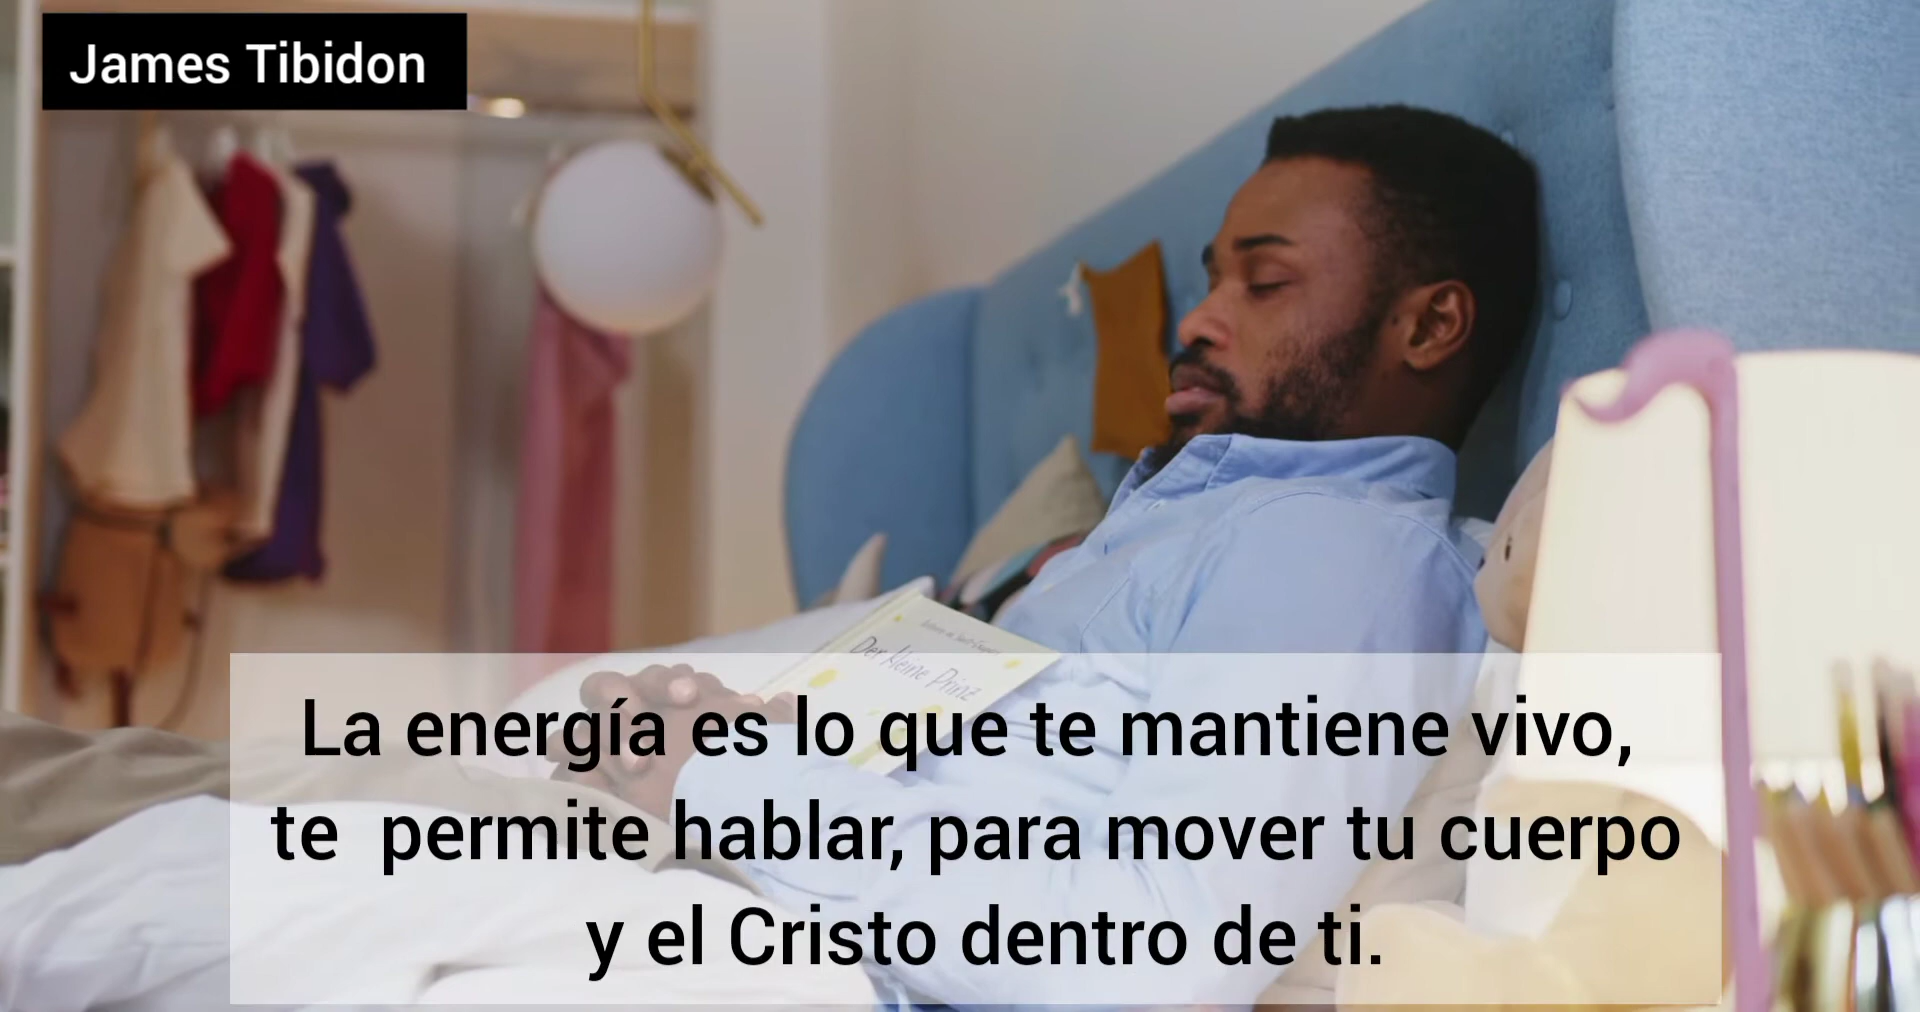 James Tibidon
Der kleine Prinz
La energía es lo que te mantiene vivo,
te permite hablar, para mover tu cuerpo
y el Cristo dentro de ti.